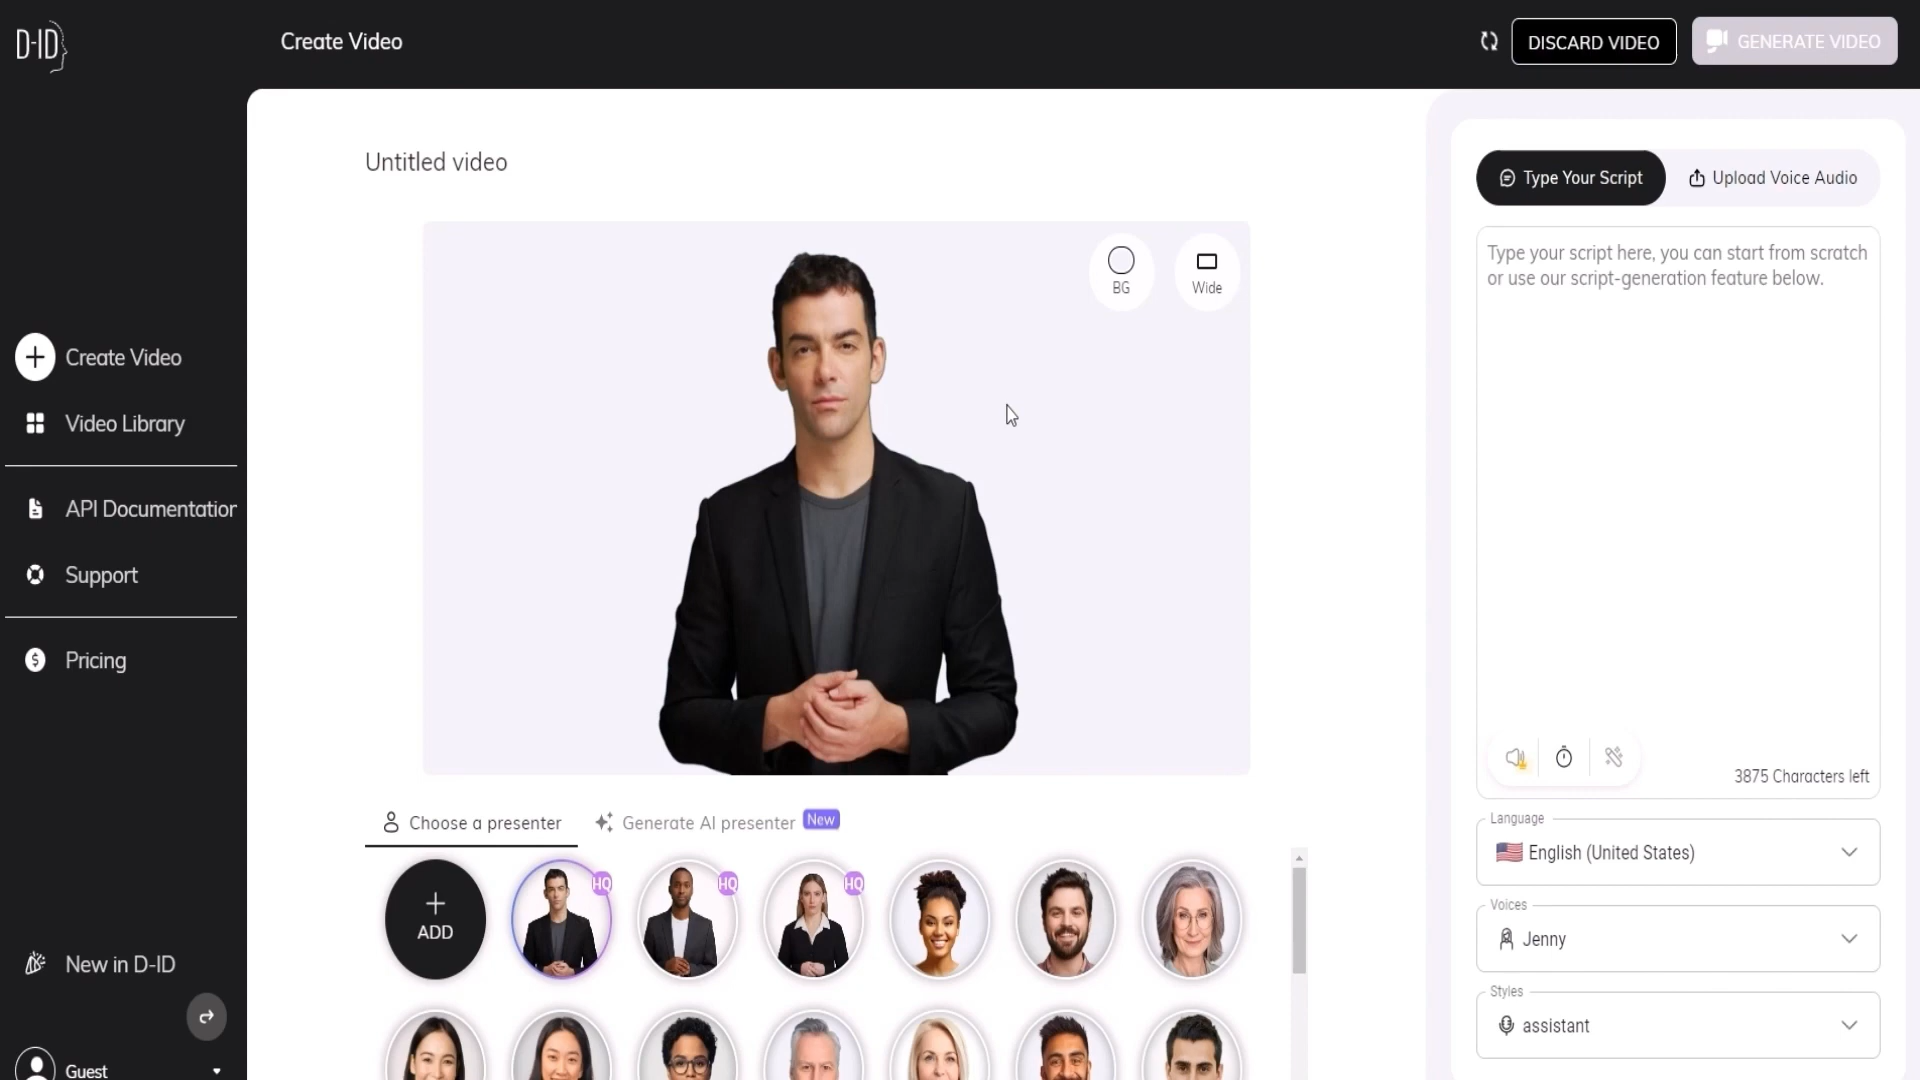 D-ID
Create Video
DISCARD VIDEO
GENERATE VIDEO
Create Video
Video Library
API Documentation
Support
Pricing
New in D-ID
Guest
Untitled video
BG
Wide
Choose a presenter
Generate AI presenter
New
ADD
HQ
HQ
HQ
Type Your Script
Upload Voice Audio
Type your script here, you can start from scratch
or use our script-generation feature below.
3875 Characters left
Language
English (United States)
Voices
Jenny
Styles
assistant